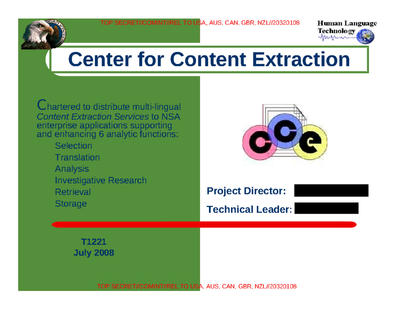 TOP SECRET//COMINT//REL TO USA, AUS, CAN, GBR, NZL//20320108
Human Language
Technology
Center for Content Extraction
Chartered to distribute multi-lingual
Content Extraction Services to NSA
enterprise applications supporting
and enhancing 6 analytic functions:
Selection
Translation
Analysis
Investigative Research
Retrieval
Storage
cce
Project Director:
Technical Leader:
T1221
July 2008
TOP SECRET//COMINT//REL TO USA, AUS, CAN, GBR, NZL//20320108